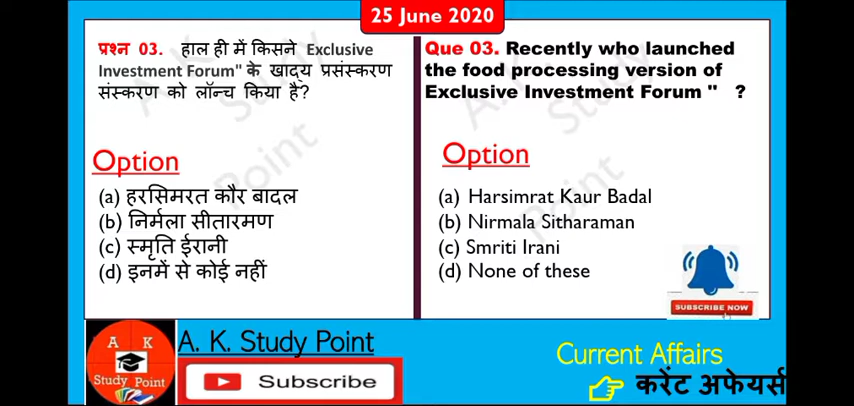 25 June 2020
प्रश्न 03. हाल ही में किसने Exclusive
Investment Forum" के खाद्य प्रसंस्करण
संस्करण को लॉन्च किया है?
Option
(a) हरसिमरत कौर बादल
(b) निर्मला सीतारमण
(c) स्मृति ईरानी
(d) इनमें से कोई नहीं
Que 03. Recently who launched
the food processing version of
Exclusive Investment Forum " ?
Option
(a) Harsimrat Kaur Badal
(b) Nirmala Sitharaman
(c) Smriti Irani
(d) None of these
SUBSCRIBE NOW
A. K. Study Point
A K
Study Point
A. K. Study Point
Subscribe
Current Affairs
करेंट अफेयर्स